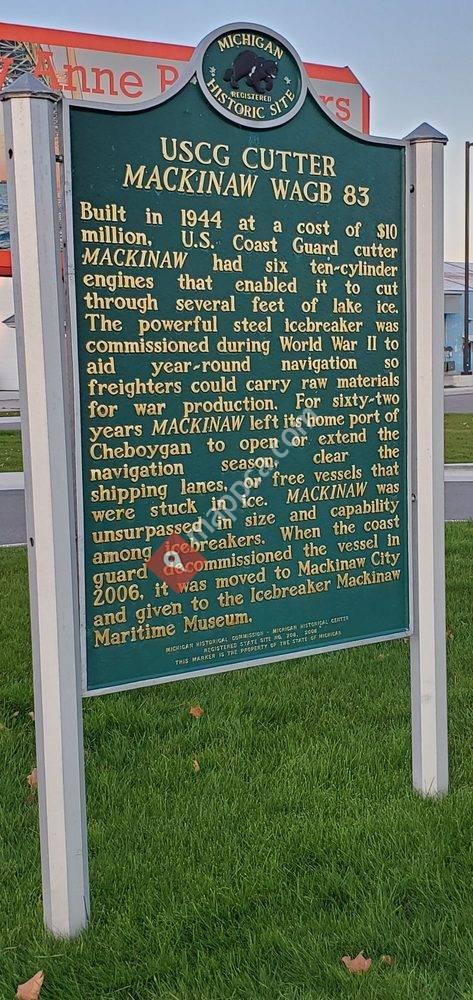 Anne
MICHIGAN
REGISTERED
HISTORIC SITE
USCG CUTTER
MACKINAW WAGB 83
Built in 1944 at a cost of $10
million, U.S. Coast Guard cutter
MACKINAW had six ten-cylinder
engines that enabled it to cut
through several feet of lake ice.
The powerful steel icebreaker was
commissioned during World War II to
aid year-round navigation so
freighters could carry raw materials
for war production. For sixty-two
years MACKINAW left its home port of
Cheboygan to open or extend the
navigation season, clear the
shipping lanes, or free vessels that
were stuck in ice. MACKINAW was
unsurpassed in size and capability
among icebreakers. When the coast
guard decommissioned the vessel in
2006, it was moved to Mackinaw City
and given to the Icebreaker Mackinaw
Maritime Museum.
MICHIGAN HISTORICAL COMMISSION - MICHIGAN HISTORICAL CENTER
REGISTERED STATE SITE NO. 706, 2006
THIS MARKER IS THE PROPERTY OF THE STATE OF MICHIGAN